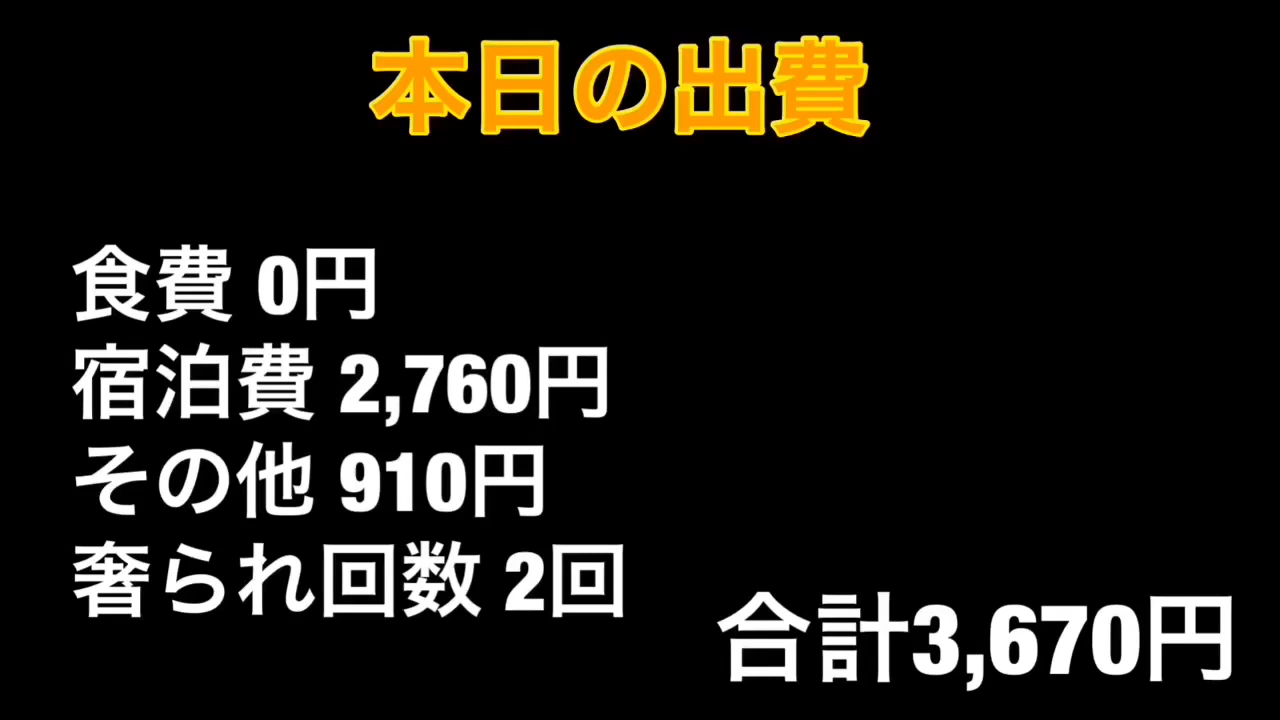 本日の出費
食費 0円
宿泊費 2,760円
その他 910円
奢られ回数 2回
合計3,670円